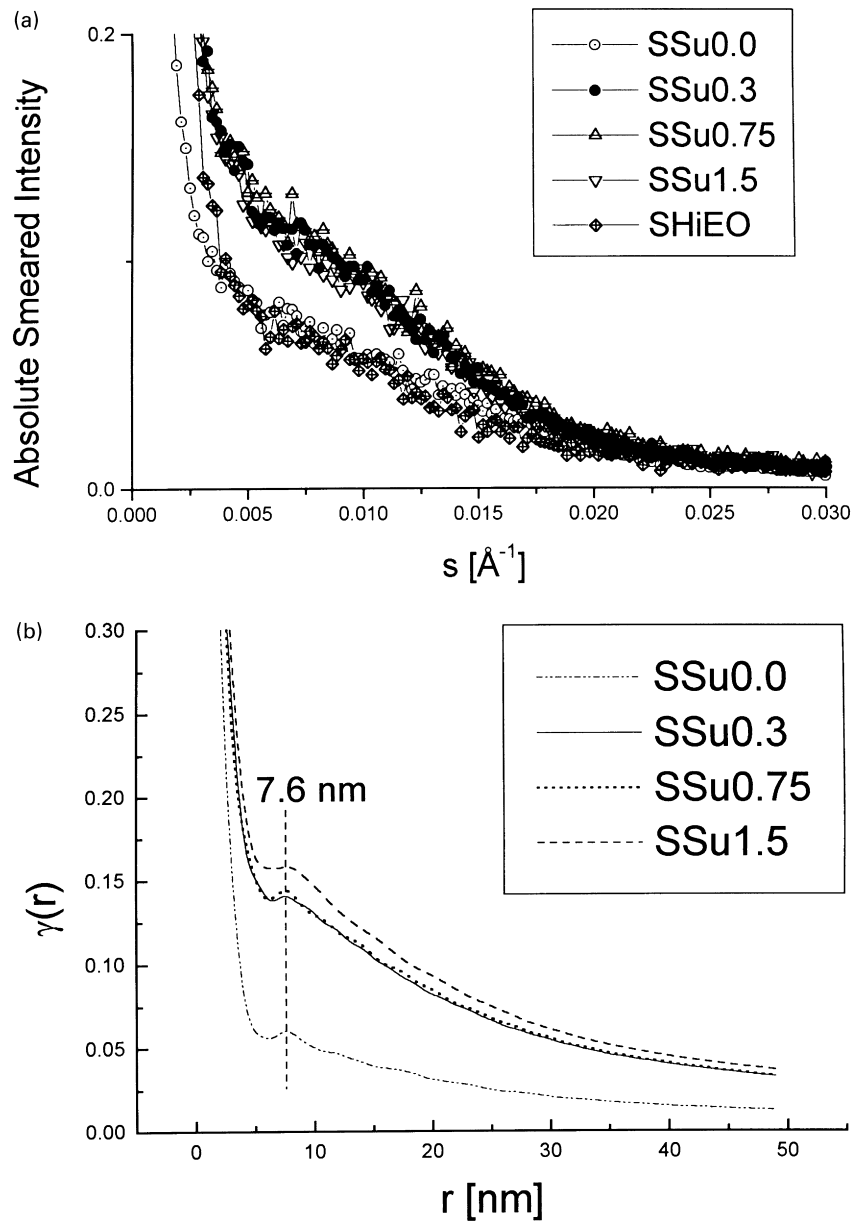 (a)
0.2
0.0
Absolute Smeared Intensity
SSu0.0
SSu0.3
SSu0.75
SSu1.5
SHiEO
0.000 0.005 0.010 0.015 0.020 0.025 0.030
s [Å⁻¹]
(b)
0.30
0.25
0.20
0.15
0.10
0.05
0.00
γ(r)
7.6 nm
SSu0.0
SSu0.3
SSu0.75
SSu1.5
0 10 20 30 40 50
r [nm]